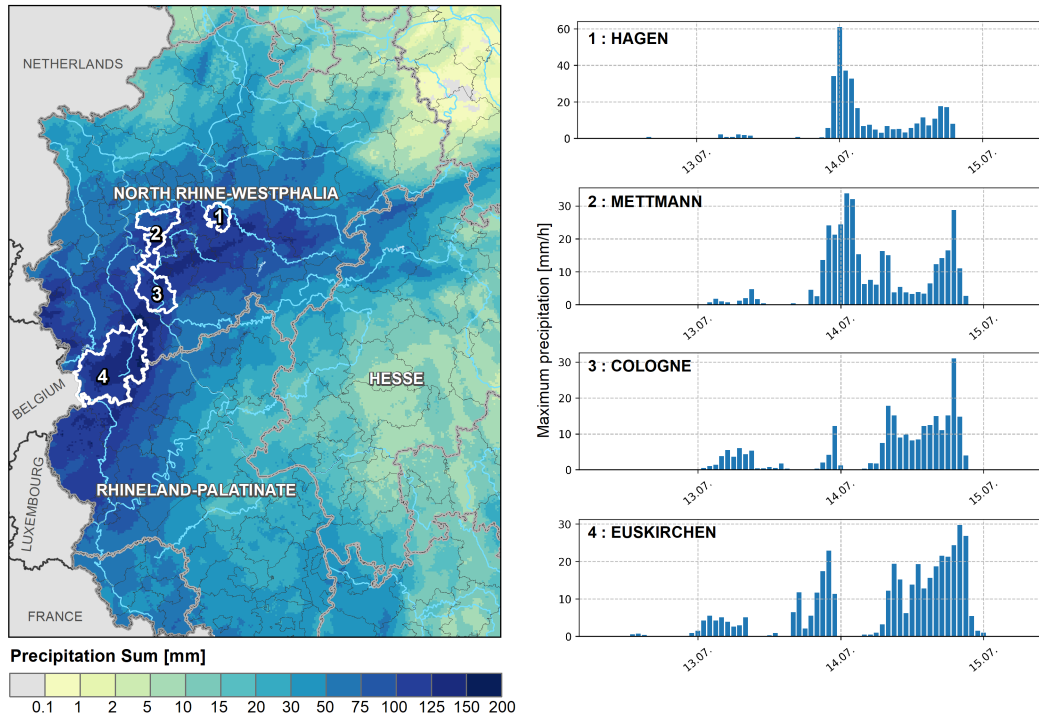 NETHERLANDS
NORTH RHINE-WESTPHALIA
1
2
3
4
BELGIUM
HESSE
LUXEMBOURG
RHINELAND-PALATINATE
FRANCE
Precipitation Sum [mm]
0.1 1 2 5 10 15 20 30 50 75 100 125 150 200
Maximum precipitation [mm/h]
1 : HAGEN
60
40
20
0
13.07. 14.07. 15.07.
2 : METTMANN
30
20
10
0
13.07. 14.07. 15.07.
3 : COLOGNE
30
20
10
0
13.07. 14.07. 15.07.
4 : EUSKIRCHEN
30
20
10
0
13.07. 14.07. 15.07.